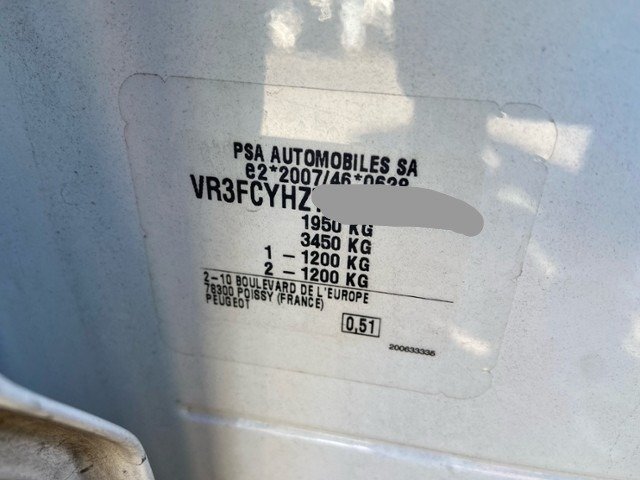 PSA AUTOMOBILES SA
e2*2007/46*0628
VR3FCYHZ
1950 KG
3450 KG
1 - 1200 KG
2 - 1200 KG
2-10 BOULEVARD DE L'EUROPE
78300 POISSY (FRANCE)
PEUGEOT
0,51
200633335